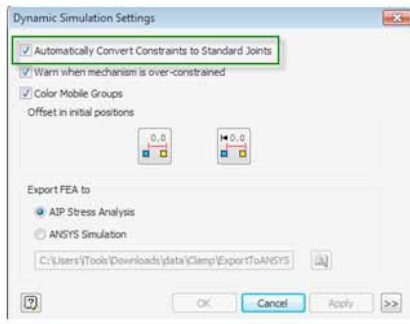 Dynamic Simulation Settings
Automatically Convert Constraints to Standard Joints
Warn when mechanism is over-constrained
Color Mobile Groups
Offset in initial positions
0.0 0.0
Export FEA to
AIP Stress Analysis
ANSYS Simulation
C:\Users\iTools\Downloads\data\Clamp\ExportToANSYS
? OK Cancel Apply >>